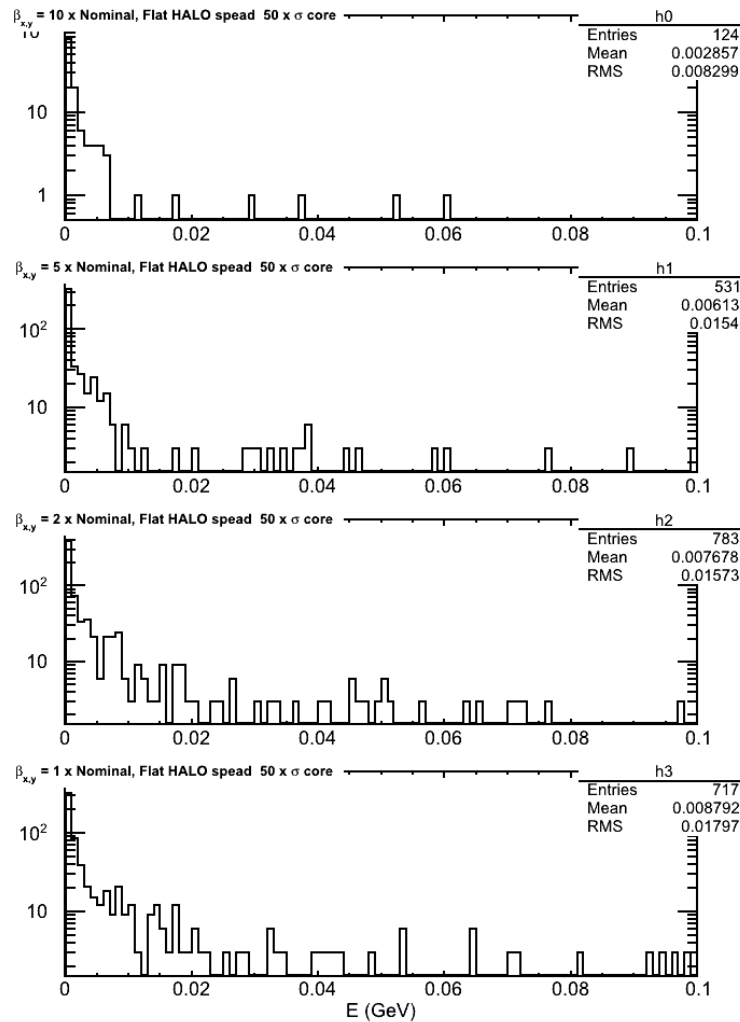 βx,y = 10 x Nominal, Flat HALO spead 50 x σ core
h0
Entries 124
Mean 0.002857
RMS 0.008299
10
10
1
0 0.02 0.04 0.06 0.08 0.1
βx,y = 5 x Nominal, Flat HALO spead 50 x σ core
h1
Entries 531
Mean 0.00613
RMS 0.0154
10²
10
0 0.02 0.04 0.06 0.08 0.1
βx,y = 2 x Nominal, Flat HALO spead 50 x σ core
h2
Entries 783
Mean 0.007678
RMS 0.01573
10²
10
0 0.02 0.04 0.06 0.08 0.1
βx,y = 1 x Nominal, Flat HALO spead 50 x σ core
h3
Entries 717
Mean 0.008792
RMS 0.01797
10²
10
0 0.02 0.04 0.06 0.08 0.1
E (GeV)